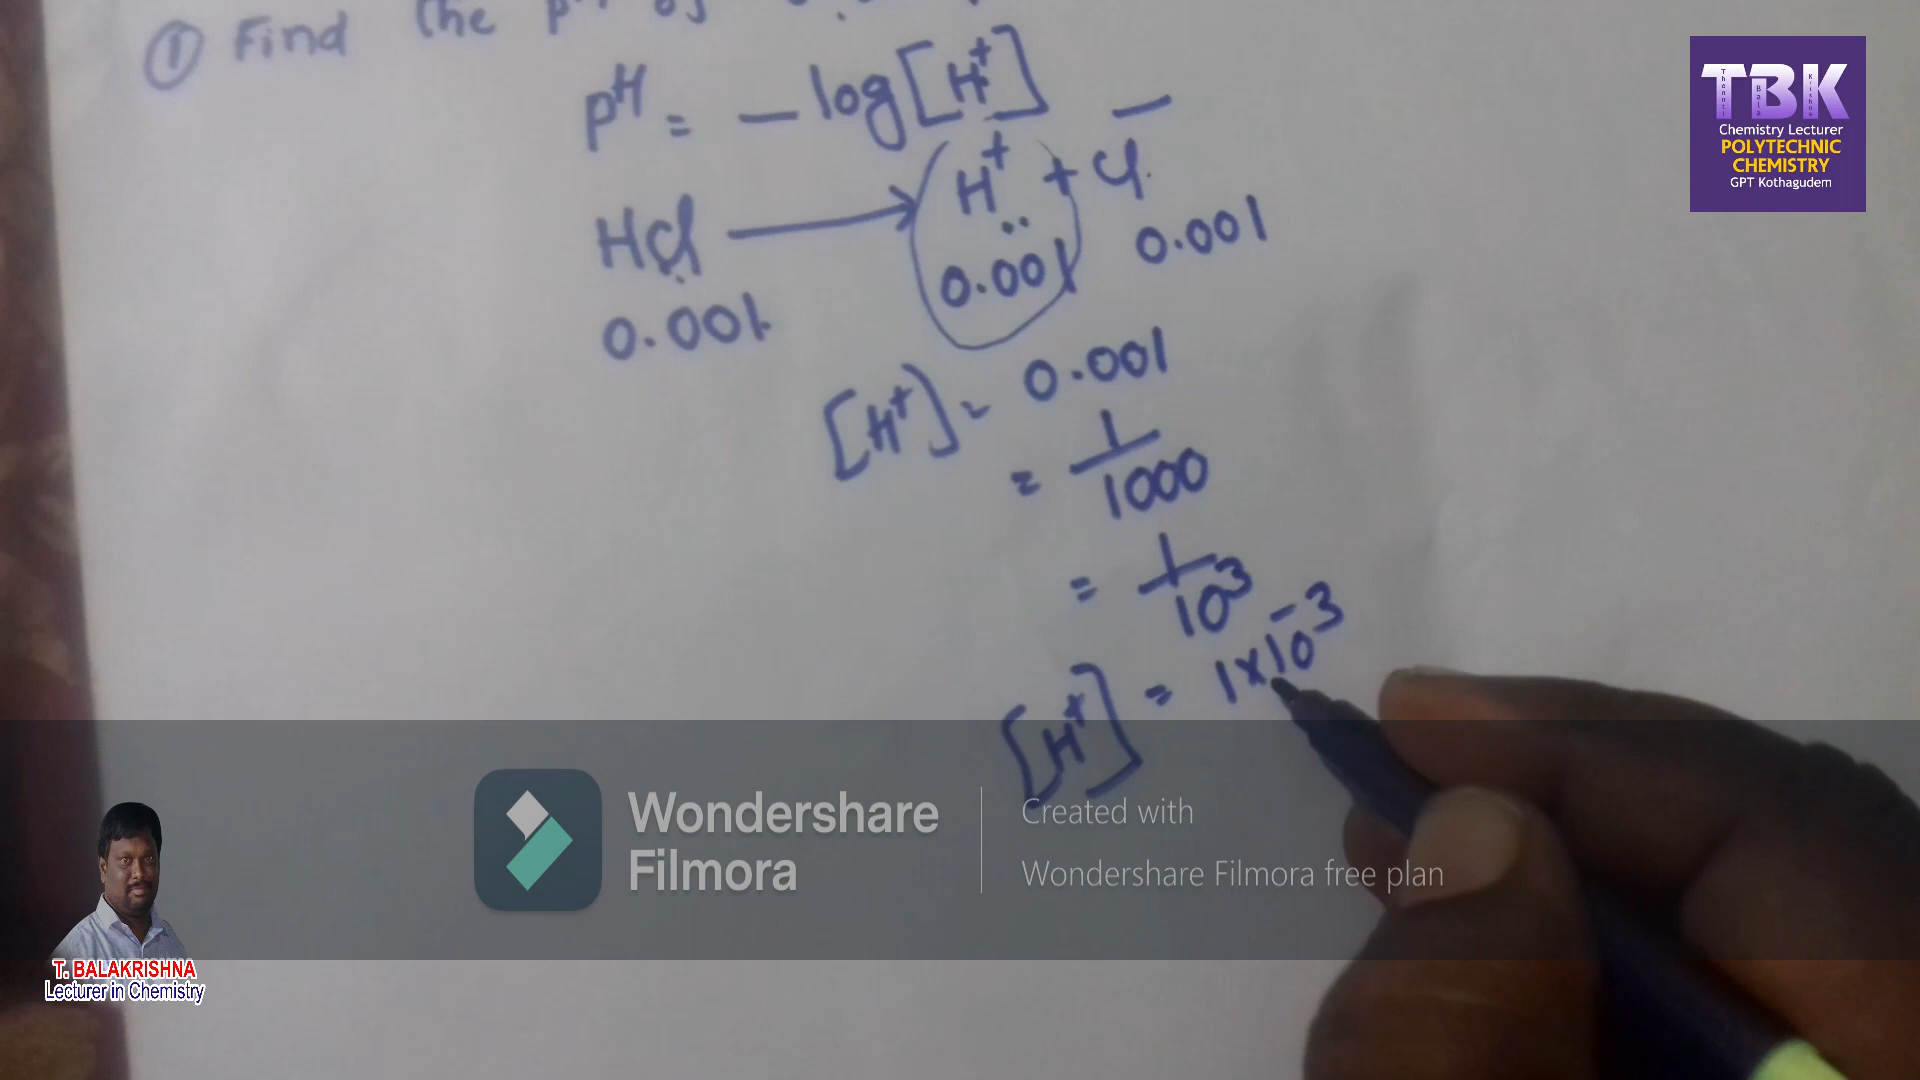 ① Find the pH of
pH = – log [H⁺]
HCl ⟶ H⁺ + Cl⁻
0.001 0.001 0.001
[H⁺] = 0.001
= 1/1000
= 1/10³
[H⁺] = 1×10⁻³
TBK
Chemistry Lecturer
POLYTECHNIC
CHEMISTRY
GPT Kothagudem
Wondershare
Filmora
Created with
Wondershare Filmora free plan
T. BALAKRISHNA
Lecturer in Chemistry